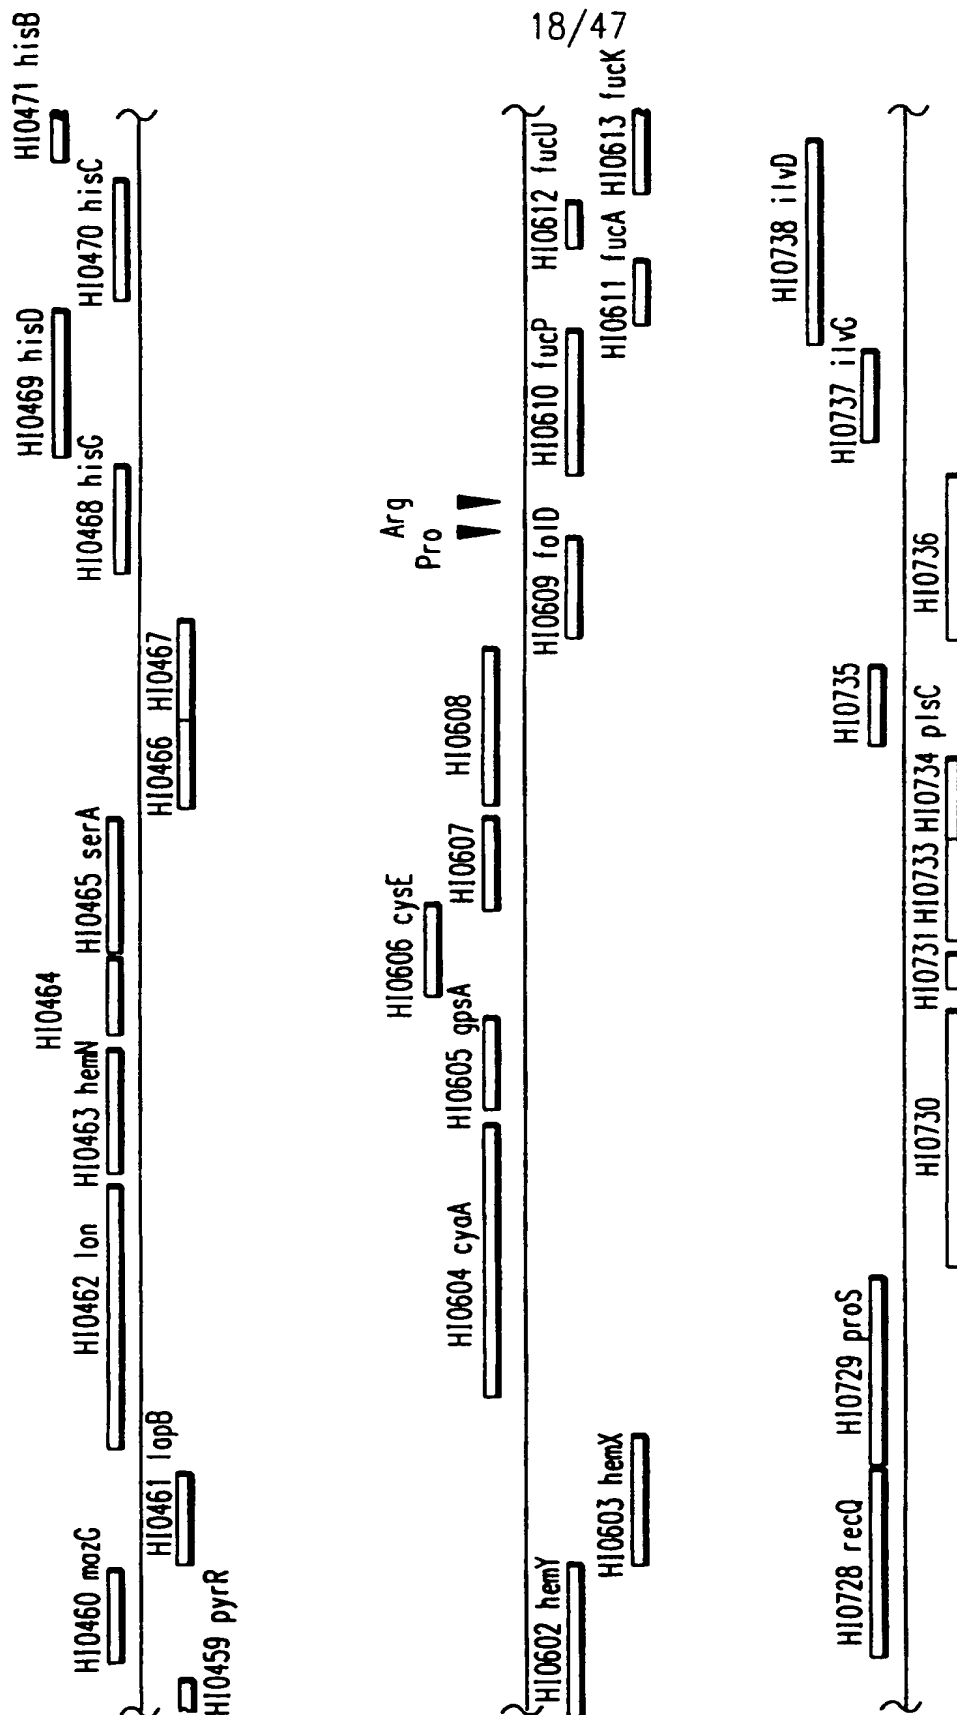 18/47
HI0459 pyrR
HI0460 mazG
HI0461 lapB
HI0462 lon
HI0463 hemN
HI0464
HI0465 serA
HI0466
HI0467
HI0468 hisG
HI0469 hisD
HI0470 hisC
HI0471 hisB
HI0602 hemY
HI0603 hemX
HI0604 cyaA
HI0605 gpsA
HI0606 cysE
HI0607
HI0608
HI0609 folD
Pro
Arg
HI0610 fucP
HI0611 fucA
HI0612 fucU
HI0613 fucK
HI0728 recQ
HI0729 proS
HI0730
HI0731
HI0733
HI0734 plsC
HI0735
HI0736
HI0737 ilvG
HI0738 ilvD